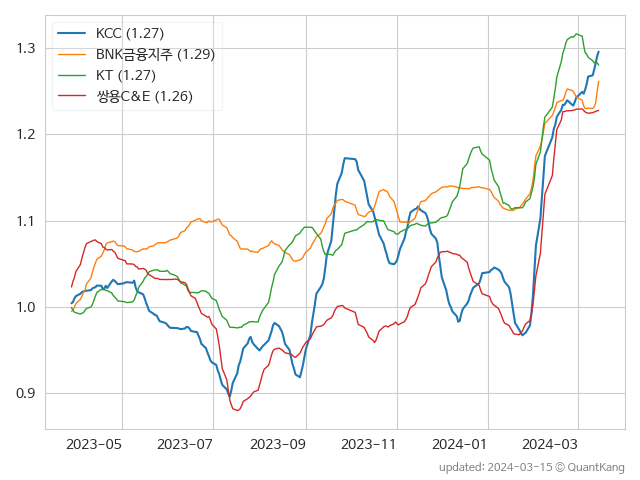 KCC (1.27)
BNK금융지주 (1.29)
KT (1.27)
쌍용C&E (1.26)
1.3
1.2
1.1
1.0
0.9
2023-05 2023-07 2023-09 2023-11 2024-01 2024-03
updated: 2024-03-15 © QuantKang